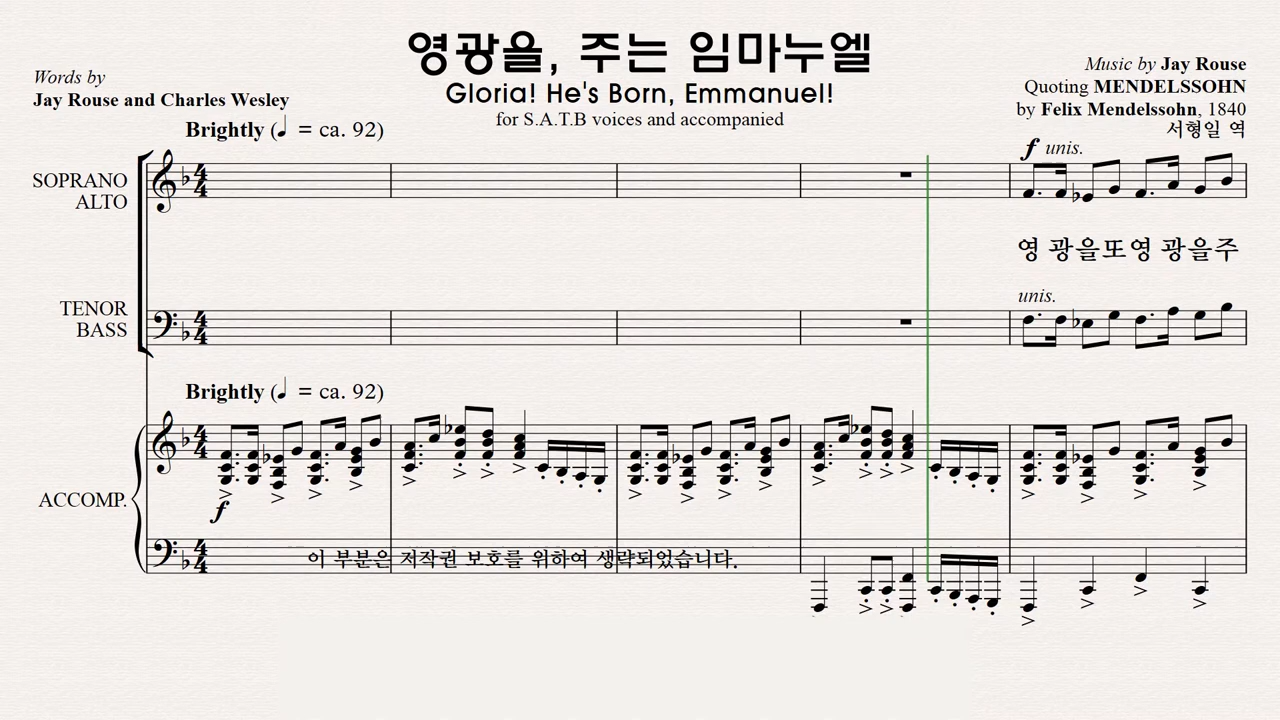 영광을, 주는 임마누엘
Gloria! He's Born, Emmanuel!
for S.A.T.B voices and accompanied
Words by
Jay Rouse and Charles Wesley
Music by Jay Rouse
Quoting MENDELSSOHN
by Felix Mendelssohn, 1840
서형일 역
Brightly (♩ = ca. 92)
f unis.
SOPRANO
ALTO
영 광을또영 광을주
unis.
TENOR
BASS
Brightly (♩ = ca. 92)
ACCOMP.
f
이 부분은 저작권 보호를 위하여 생략되었습니다.